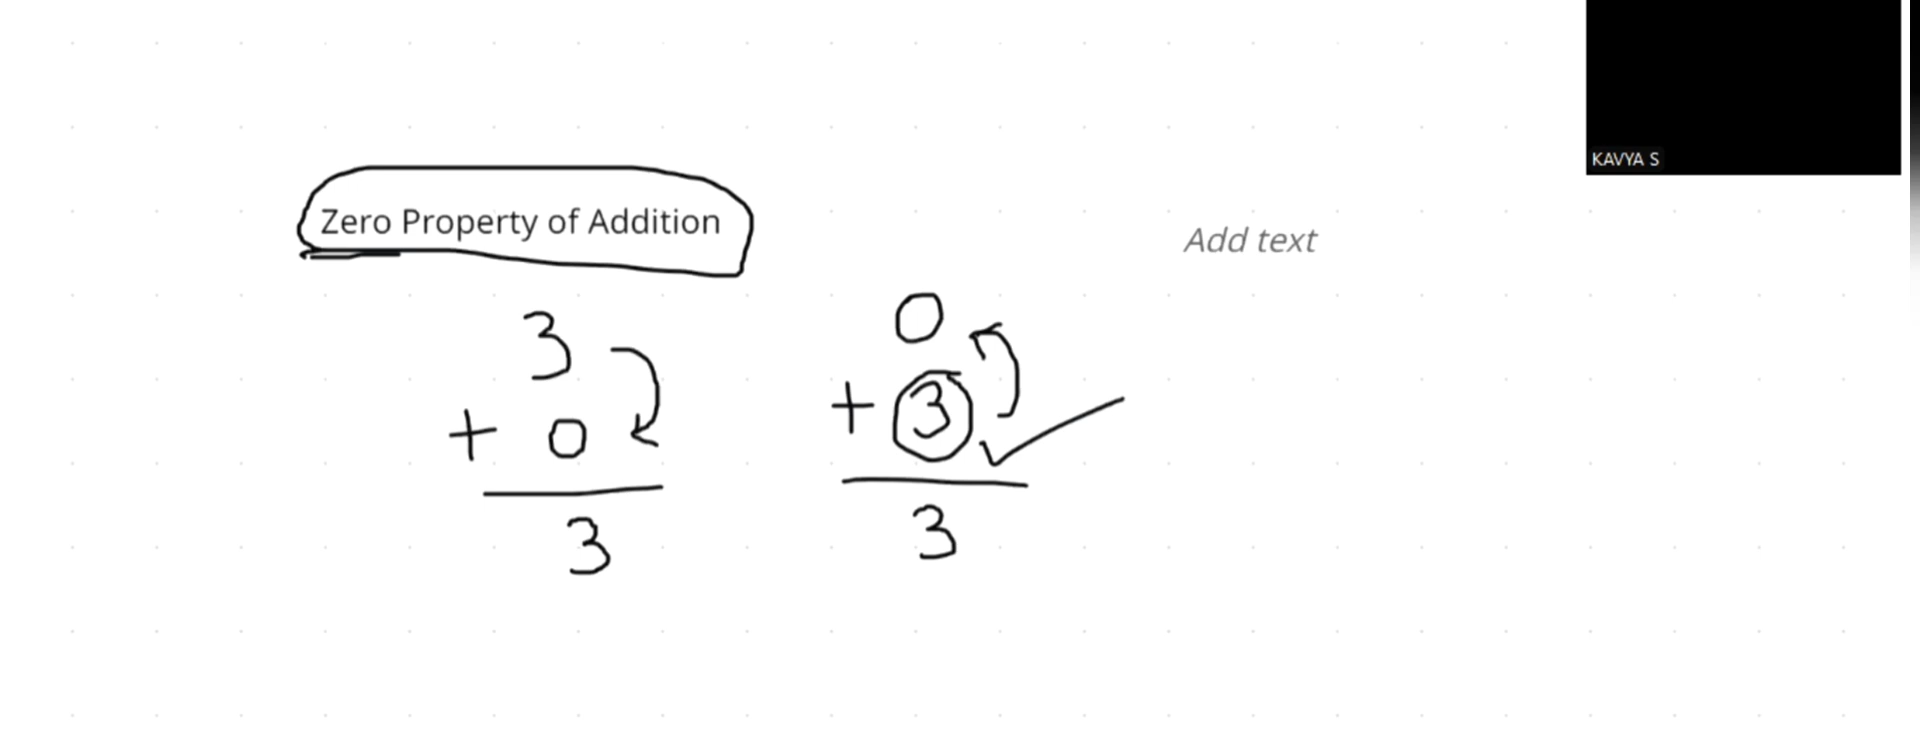 KAVYA S
Zero Property of Addition
Add text
3
+ 0
3
0
+ 3
3